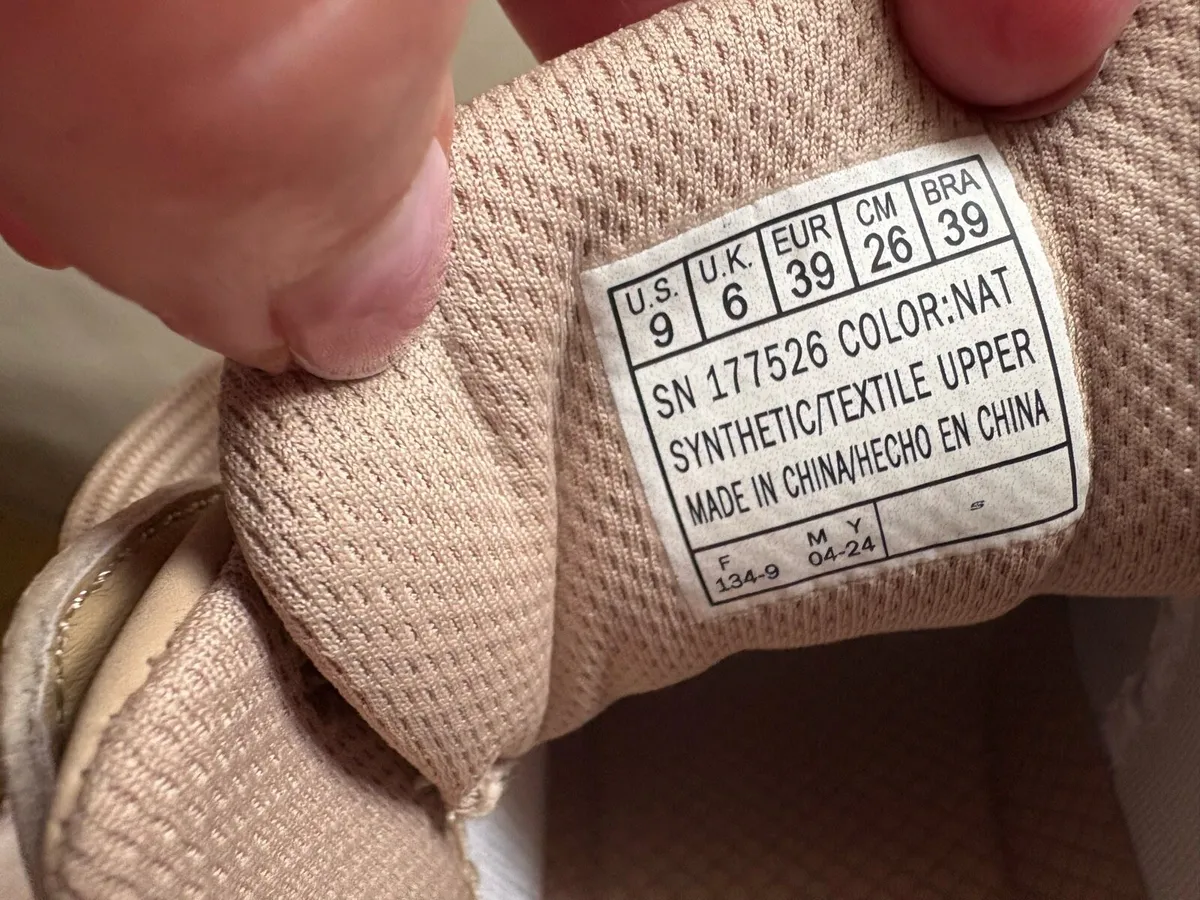 U.S. U.K. EUR CM BRA
9 6 39 26 39
SN 177526 COLOR:NAT
SYNTHETIC/TEXTILE UPPER
MADE IN CHINA/HECHO EN CHINA
F M Y S
134-9 04-24